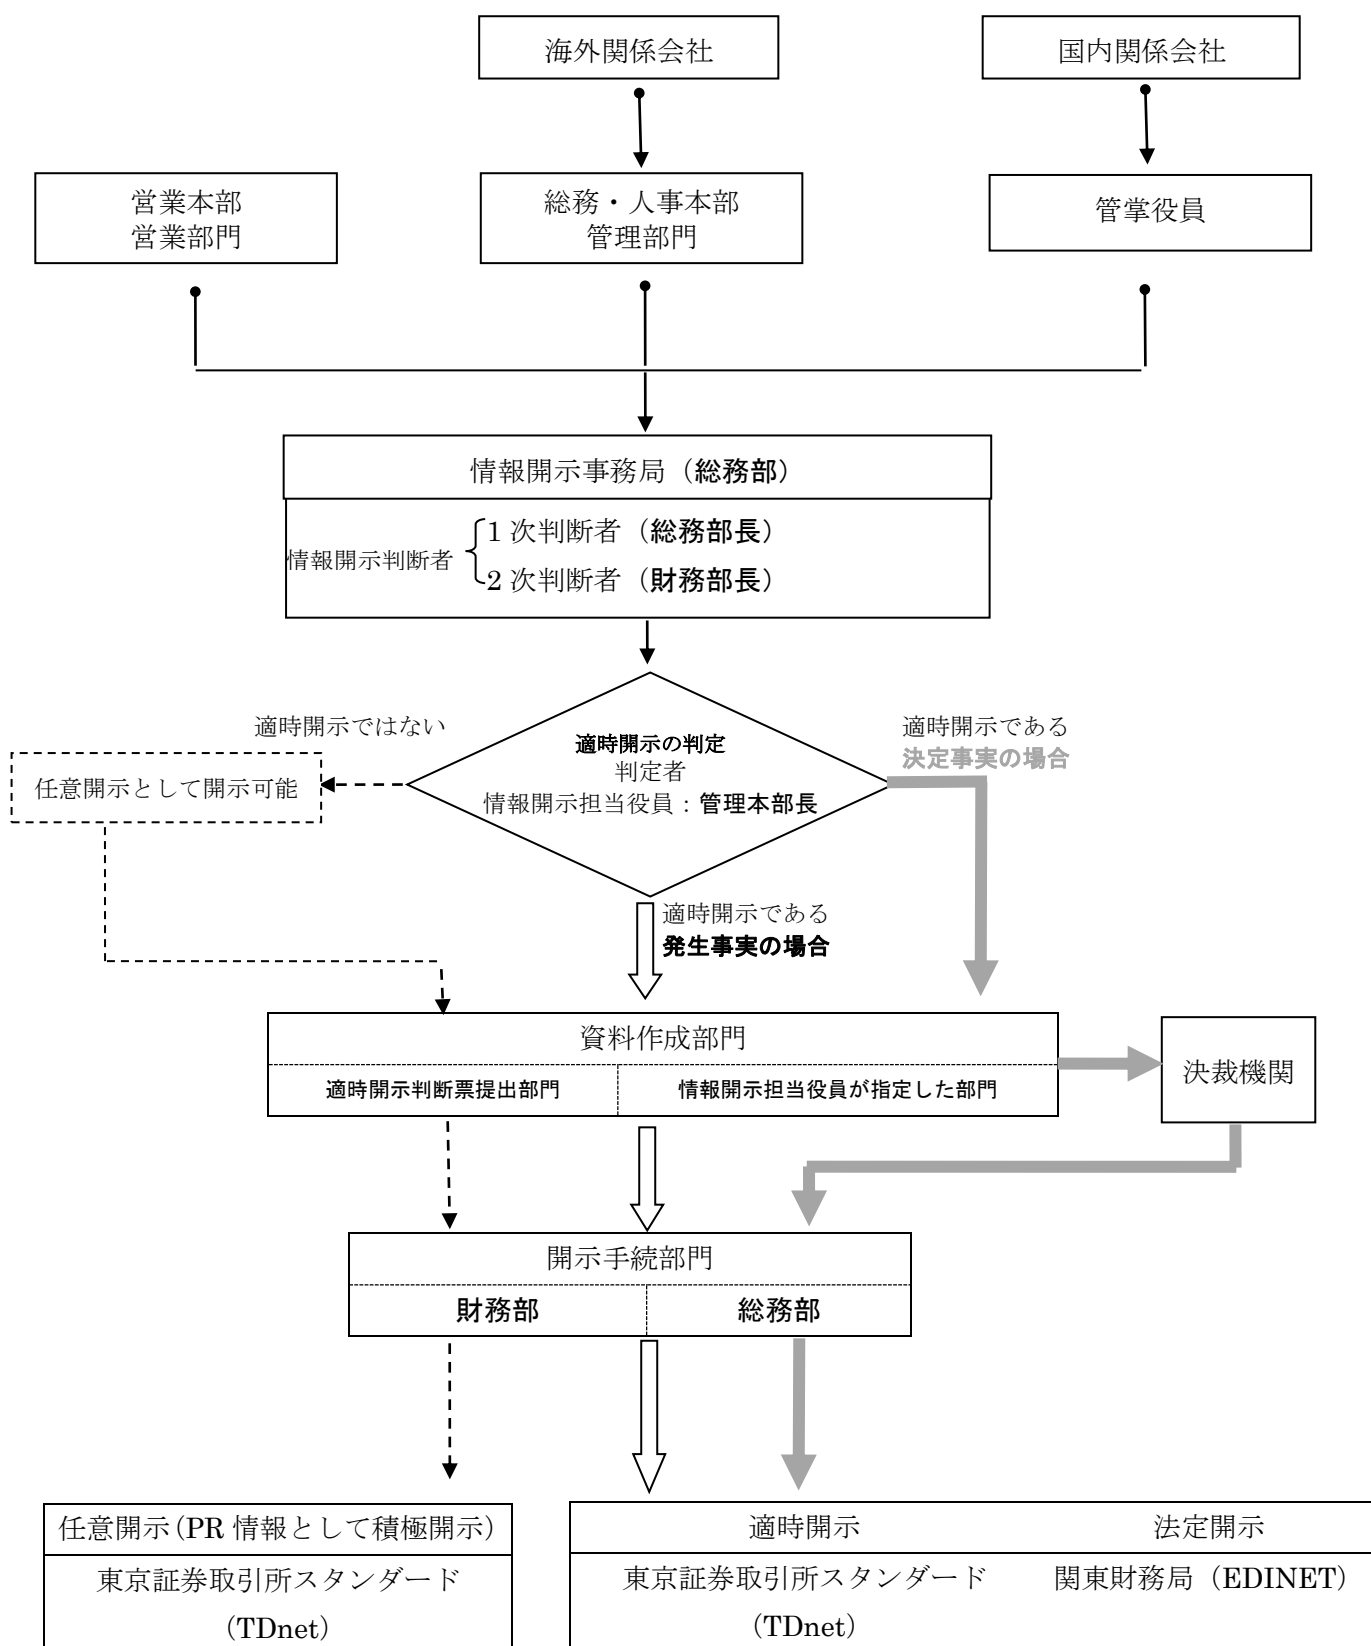 海外関係会社
国内関係会社
営業本部
営業部門
総務・人事本部
管理部門
管掌役員
情報開示事務局（総務部）
情報開示判断者
1 次判断者（総務部長）
2 次判断者（財務部長）
適時開示ではない
適時開示の判定
判定者
情報開示担当役員：管理本部長
適時開示である
決定事実の場合
任意開示として開示可能
適時開示である
発生事実の場合
資料作成部門
適時開示判断票提出部門
情報開示担当役員が指定した部門
決裁機関
開示手続部門
財務部
総務部
任意開示（PR 情報として積極開示）
東京証券取引所スタンダード
（TDnet）
適時開示
法定開示
東京証券取引所スタンダード
（TDnet）
関東財務局（EDINET）